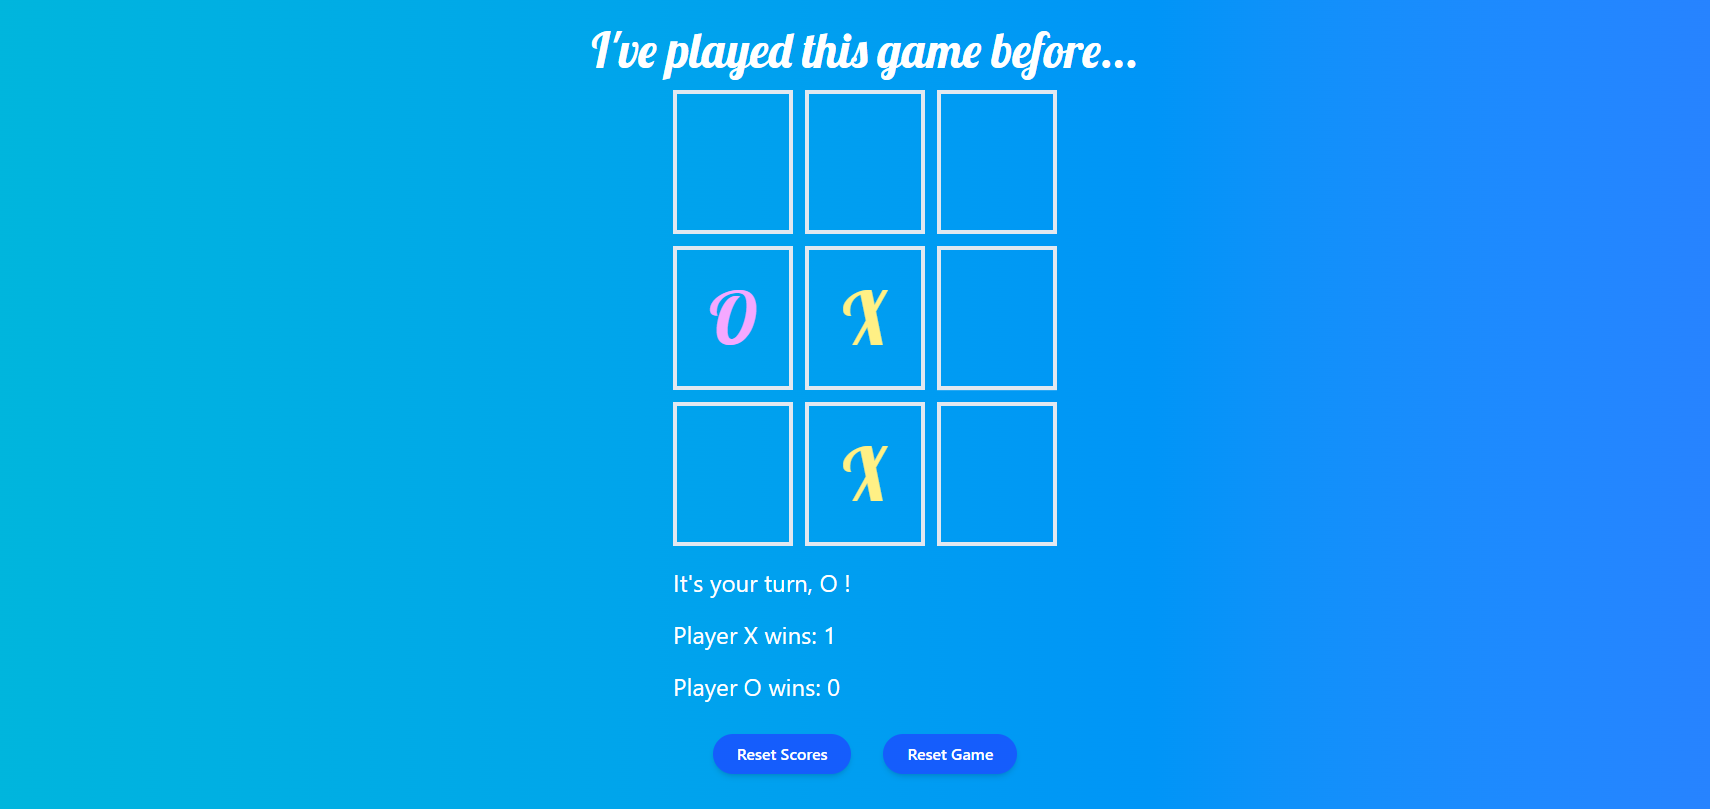 I've played this game before...
O X
X
It's your turn, O !
Player X wins: 1
Player O wins: 0
Reset Scores Reset Game